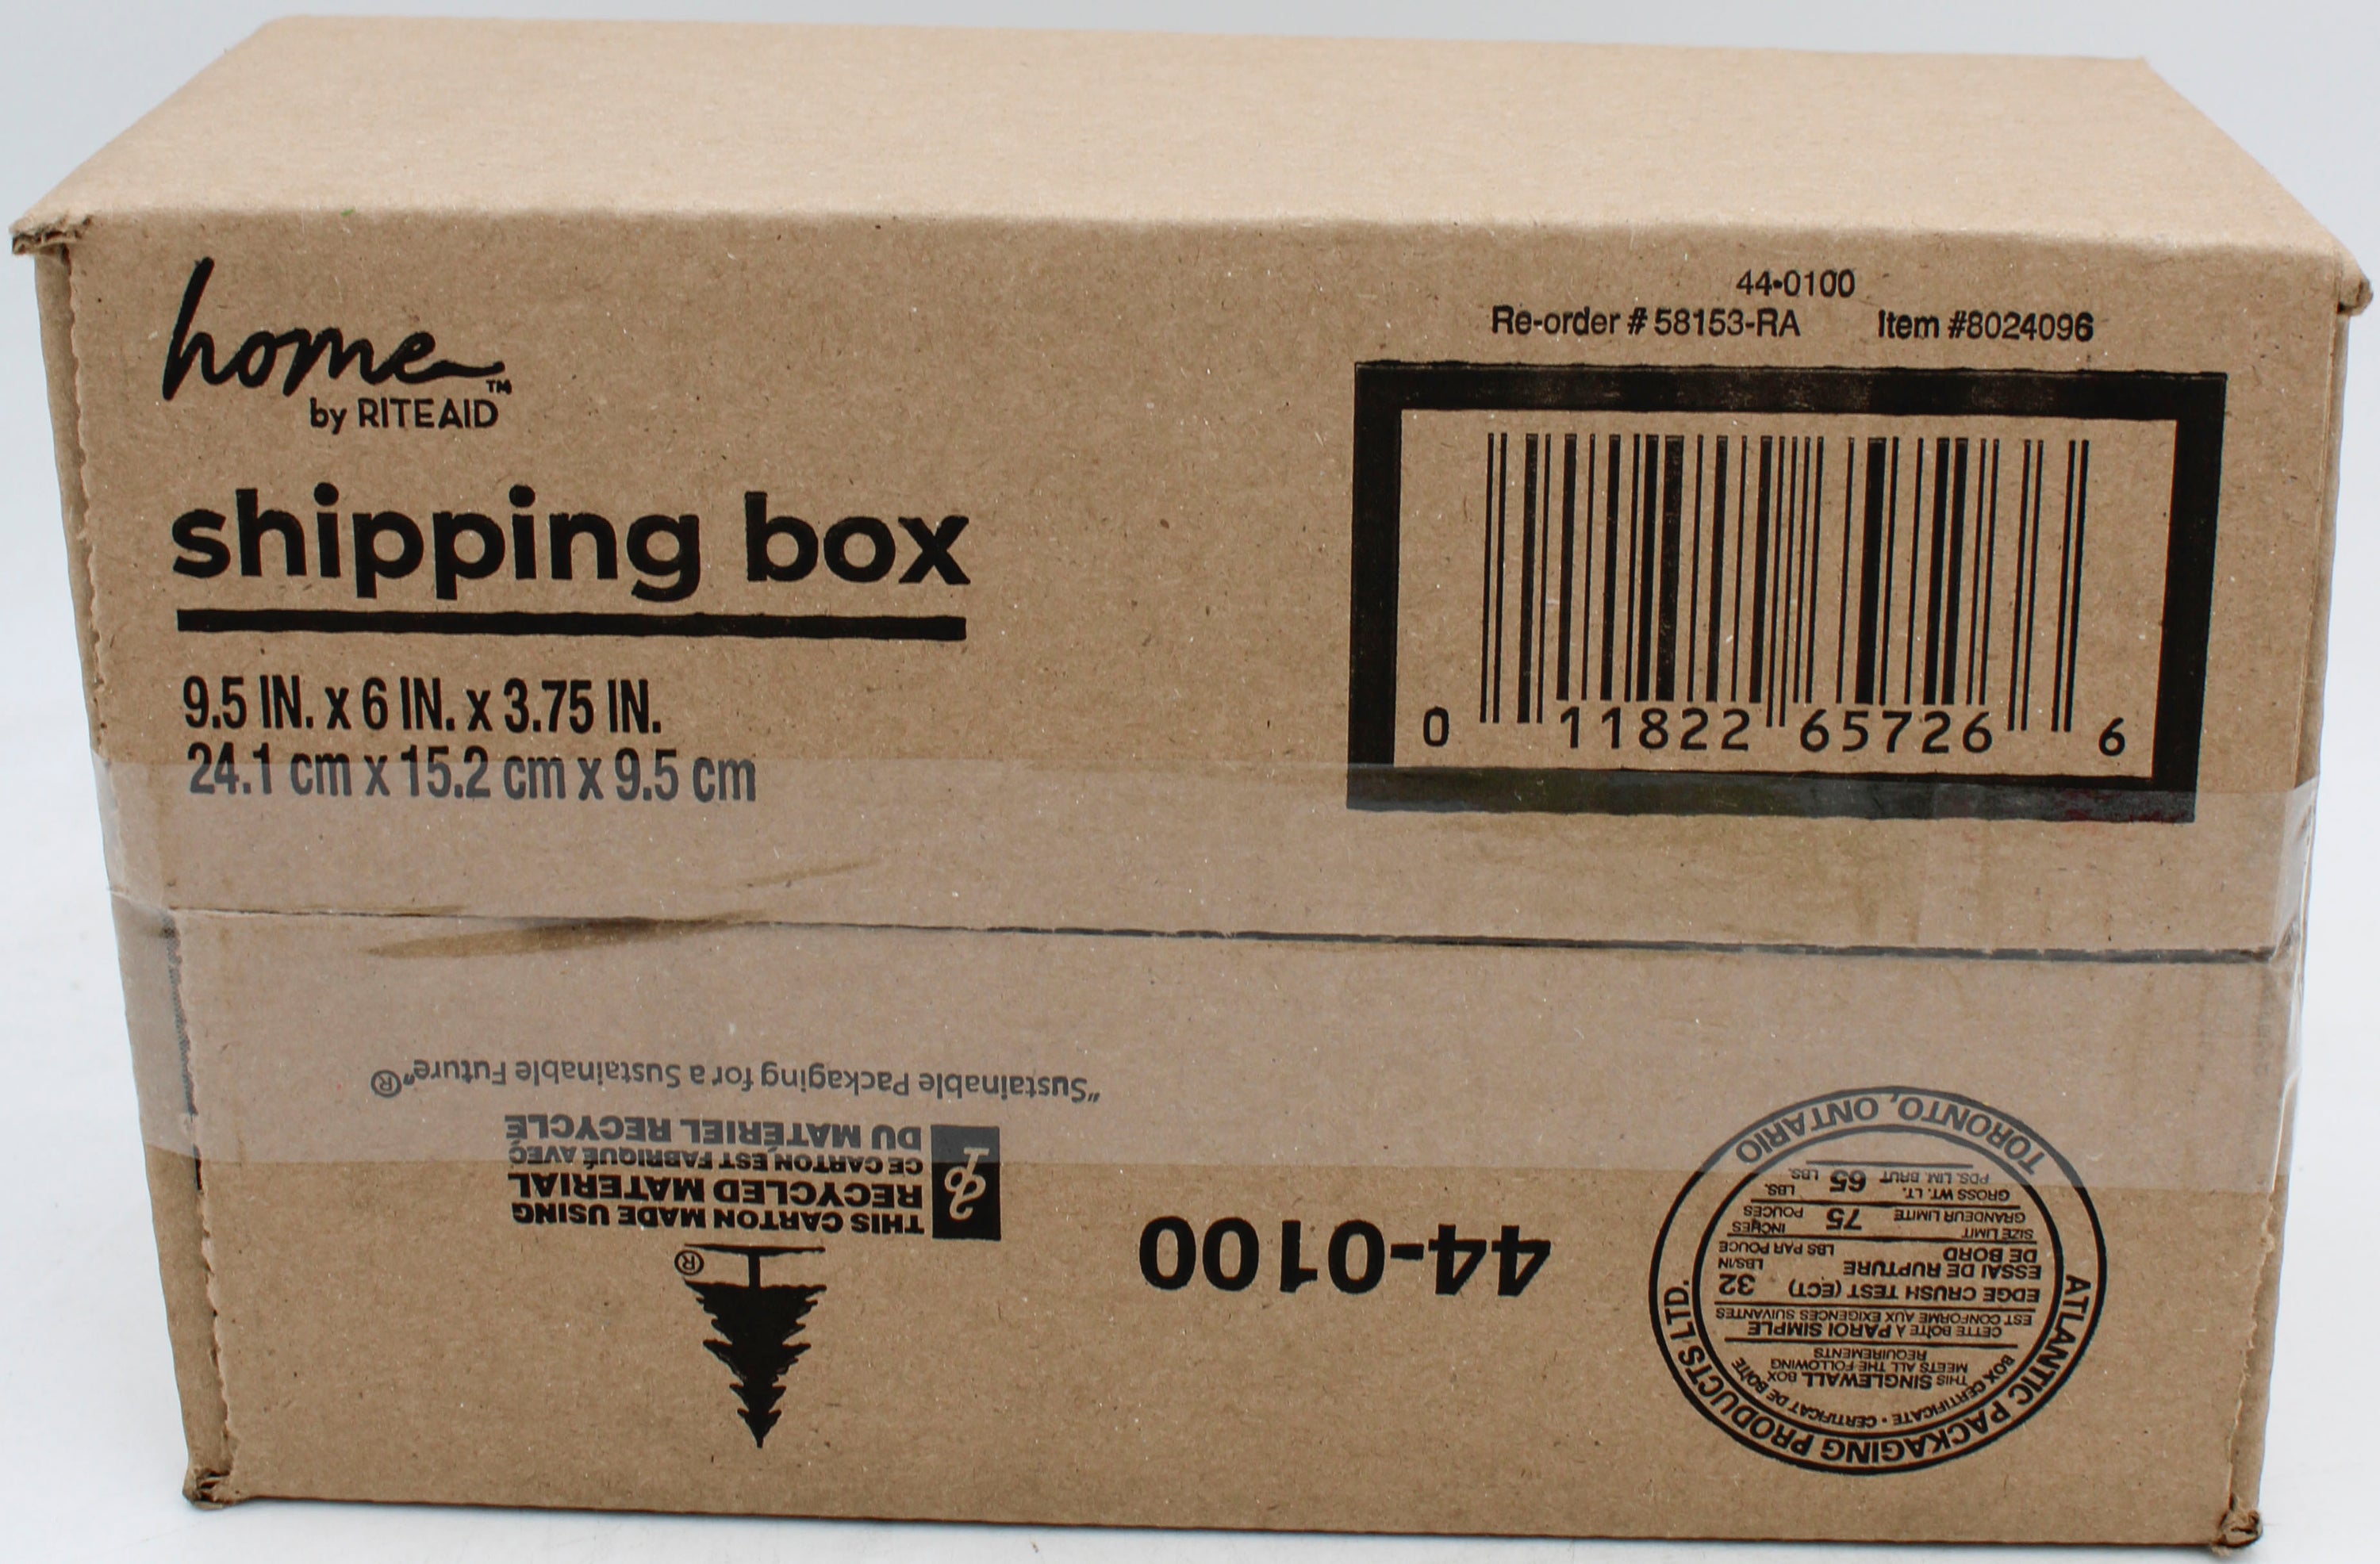 home™
by RITE AID
shipping box
9.5 IN. x 6 IN. x 3.75 IN.
24.1 cm x 15.2 cm x 9.5 cm
44-0100
Re-order # 58153-RA Item #8024096
0 11822 65726 6
ATLANTIC PACKAGING PRODUCTS LTD.
BOX CERTIFICATE • CERTIFICAT DE BOÎTE
THIS SINGLEWALL BOX
MEETS ALL THE FOLLOWING
REQUIREMENTS
CETTE BOÎTE À PAROI SIMPLE
EST CONFORME AUX EXIGENCES SUIVANTES
EDGE CRUSH TEST (ECT) 32 LBS/IN
ESSAI DE RUPTURE
DE BORD LBS PAR POUCE
SIZE LIMIT 75 INCHES
GRANDEUR LIMITE POUCES
GROSS WT. LT. 65 LBS.
PDS. LIM. BRUT LBS.
TORONTO, ONTARIO
44-0100
®
THIS CARTON MADE USING
RECYCLED MATERIAL
CE CARTON EST FABRIQUÉ AVEC
DU MATÉRIEL RECYCLÉ
"Sustainable Packaging for a Sustainable Future"®